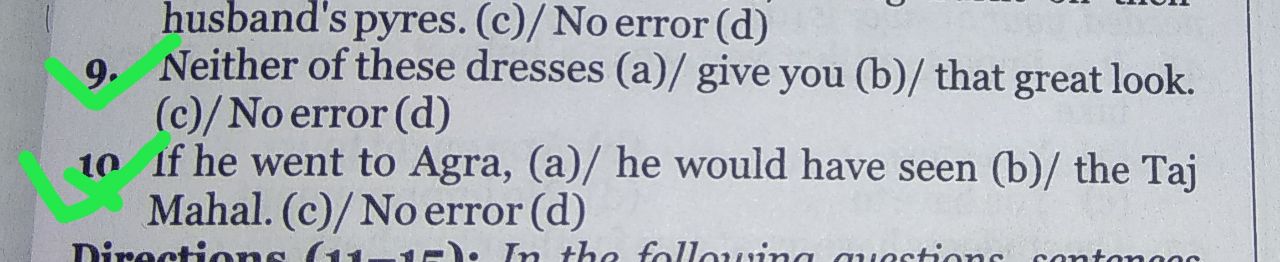 husband's pyres. (c)/ No error (d)
9. Neither of these dresses (a)/ give you (b)/ that great look.
(c)/ No error (d)
10. If he went to Agra, (a)/ he would have seen (b)/ the Taj
Mahal. (c)/ No error (d)
Directions (11–15): In the following questions, sentences